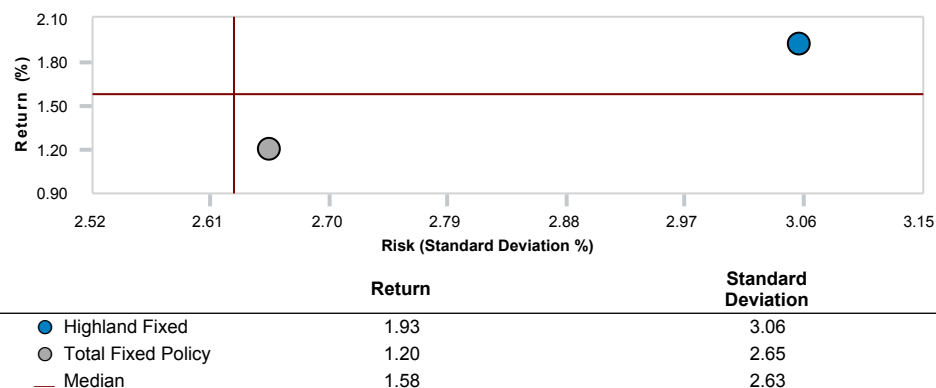 2.10
1.80
1.50
1.20
0.90
Return (%)
2.52 2.61 2.70 2.79 2.88 2.97 3.06 3.15
Risk (Standard Deviation %)
Return Standard Deviation
Highland Fixed 1.93 3.06
Total Fixed Policy 1.20 2.65
Median 1.58 2.63